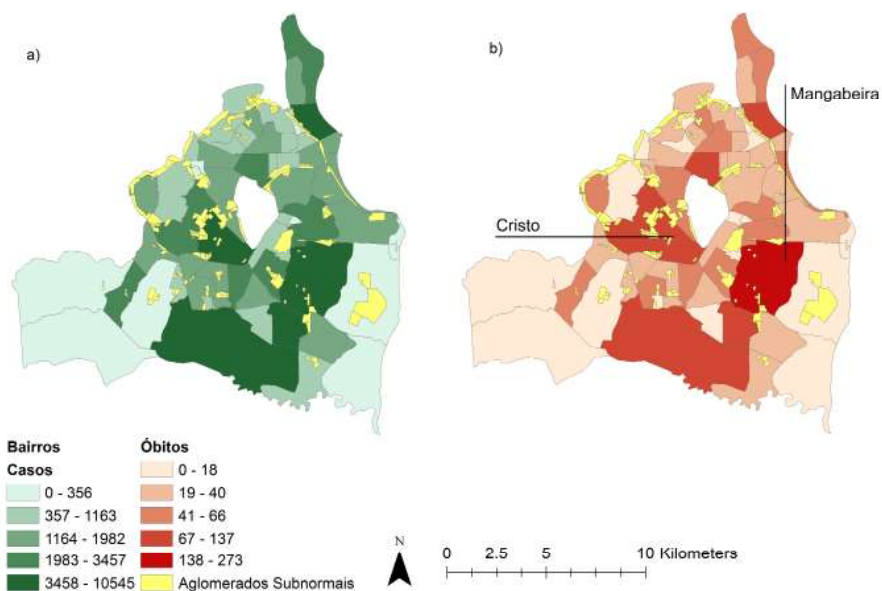 a)
b)
Mangabeira
Cristo
Bairros
Casos
0 - 356
357 - 1163
1164 - 1982
1983 - 3457
3458 - 10545
Óbitos
0 - 18
19 - 40
41 - 66
67 - 137
138 - 273
Aglomerados Subnormais
N
0 2.5 5 10 Kilometers